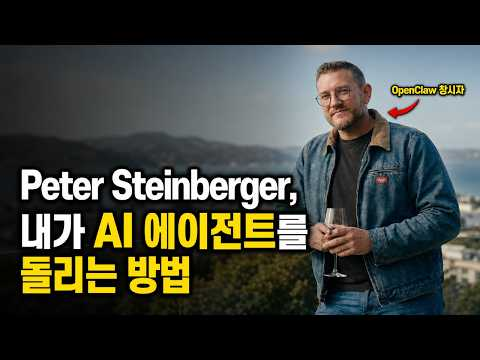 OpenClaw 창시자
Peter Steinberger,
내가 AI 에이전트를
돌리는 방법